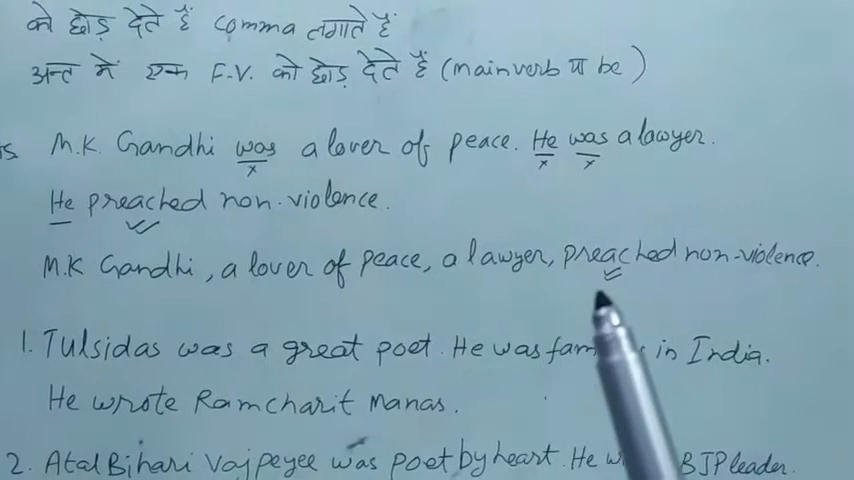 को छोड़ देते हैं comma लगाते हैं
अन्त में एक F.V. को छोड़ देते हैं (main verb या be)
M.K. Gandhi was a lover of peace. He was a lawyer.
He preached non-violence.
M.K Gandhi, a lover of peace, a lawyer, preached non-violence.
1. Tulsidas was a great poet. He was in India.
He wrote Ramcharit Manas.
2. Atal Bihari Vajpeyee was poet by heart. He BJP leader.